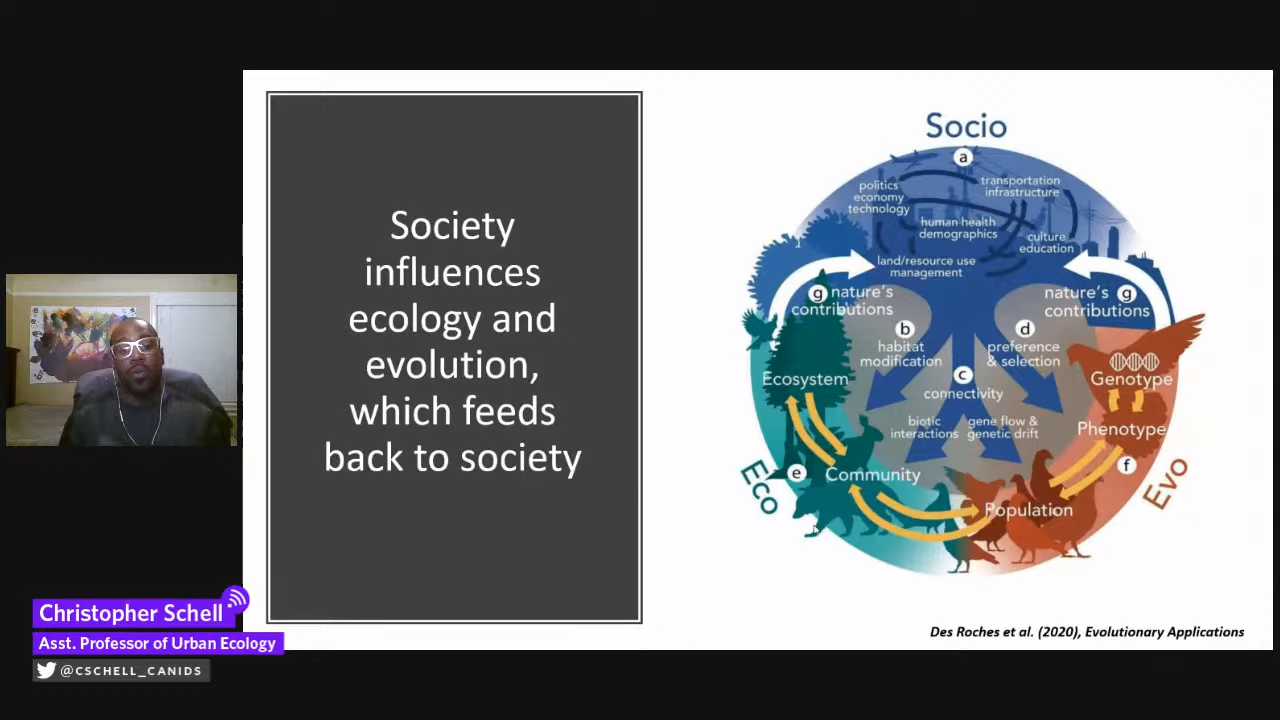 Society
influences
ecology and
evolution,
which feeds
back to society
Socio
a
politics
economy
technology
transportation
infrastructure
human health
demographics
culture
education
land/resource use
management
g nature's
contributions
nature's g
contributions
b
habitat
modification
d
preference
& selection
c
connectivity
biotic
interactions
gene flow &
genetic drift
Ecosystem
Genotype
Phenotype
e
Community
f
Population
Eco
Evo
Des Roches et al. (2020), Evolutionary Applications
Christopher Schell
Asst. Professor of Urban Ecology
@CSCHELL_CANIDS